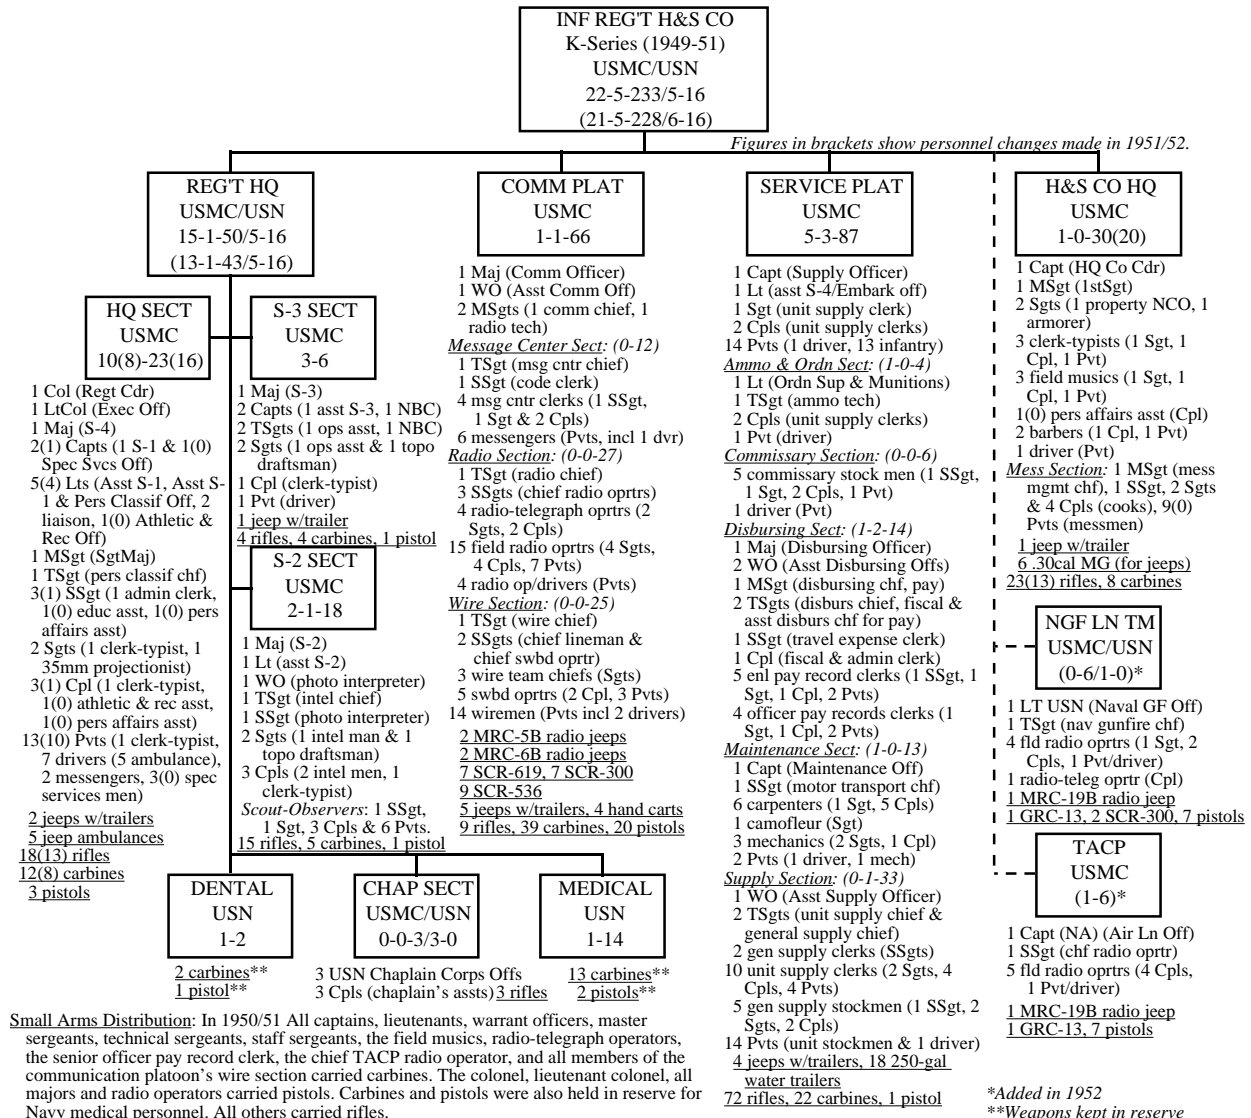 INF REG'T H&S CO
K-Series (1949-51)
USMC/USN
22-5-233/5-16
(21-5-228/6-16)
Figures in brackets show personnel changes made in 1951/52.
REG'T HQ
USMC/USN
15-1-50/5-16
(13-1-43/5-16)
HQ SECT
USMC
10(8)-23(16)
1 Col (Regt Cdr)
1 LtCol (Exec Off)
1 Maj (S-4)
2(1) Capts (1 S-1 & 1(0)
Spec Svcs Off)
5(4) Lts (Asst S-1, Asst S-
1 & Pers Classif Off, 2
liaison, 1(0) Athletic &
Rec Off)
1 MSgt (SgtMaj)
1 TSgt (pers classif chf)
3(1) SSgt (1 admin clerk,
1(0) educ asst, 1(0) pers
affairs asst)
2 Sgts (1 clerk-typist, 1
35mm projectionist)
3(1) Cpl (1 clerk-typist,
1(0) athletic & rec asst,
1(0) pers affairs asst)
13(10) Pvts (1 clerk-typist,
7 drivers (5 ambulance),
2 messengers, 3(0) spec
services men)
2 jeeps w/trailers
5 jeep ambulances
18(13) rifles
12(8) carbines
3 pistols
S-3 SECT
USMC
3-6
1 Maj (S-3)
2 Capts (1 asst S-3, 1 NBC)
2 TSgts (1 ops asst, 1 NBC)
2 Sgts (1 ops asst & 1 topo
draftsman)
1 Cpl (clerk-typist)
1 Pvt (driver)
1 jeep w/trailer
4 rifles, 4 carbines, 1 pistol
S-2 SECT
USMC
2-1-18
1 Maj (S-2)
1 Lt (asst S-2)
1 WO (photo interpreter)
1 TSgt (intel chief)
1 SSgt (photo interpreter)
2 Sgts (1 intel man & 1
topo draftsman)
3 Cpls (2 intel men, 1
clerk-typist)
Scout-Observers: 1 SSgt,
1 Sgt, 3 Cpls & 6 Pvts.
15 rifles, 5 carbines, 1 pistol
DENTAL
USN
1-2
2 carbines**
1 pistol**
CHAP SECT
USMC/USN
0-0-3/3-0
3 USN Chaplain Corps Offs
3 Cpls (chaplain's assts) 3 rifles
MEDICAL
USN
1-14
13 carbines**
2 pistols**
COMM PLAT
USMC
1-1-66
1 Maj (Comm Officer)
1 WO (Asst Comm Off)
2 MSgts (1 comm chief, 1
radio tech)
Message Center Sect: (0-12)
1 TSgt (msg cntr chief)
1 SSgt (code clerk)
4 msg cntr clerks (1 SSgt,
1 Sgt & 2 Cpls)
6 messengers (Pvts, incl 1 dvr)
Radio Section: (0-0-27)
1 TSgt (radio chief)
3 SSgts (chief radio oprtrs)
4 radio-telegraph oprtrs (2
Sgts, 2 Cpls)
15 field radio oprtrs (4 Sgts,
4 Cpls, 7 Pvts)
4 radio op/drivers (Pvts)
Wire Section: (0-0-25)
1 TSgt (wire chief)
2 SSgts (chief lineman &
chief swbd oprtr)
3 wire team chiefs (Sgts)
5 swbd oprtrs (2 Cpl, 3 Pvts)
14 wiremen (Pvts incl 2 drivers)
2 MRC-5B radio jeeps
2 MRC-6B radio jeeps
7 SCR-619, 7 SCR-300
9 SCR-536
5 jeeps w/trailers, 4 hand carts
9 rifles, 39 carbines, 20 pistols
SERVICE PLAT
USMC
5-3-87
1 Capt (Supply Officer)
1 Lt (asst S-4/Embark off)
1 Sgt (unit supply clerk)
2 Cpls (unit supply clerks)
14 Pvts (1 driver, 13 infantry)
Ammo & Ordn Sect: (1-0-4)
1 Lt (Ordn Sup & Munitions)
1 TSgt (ammo tech)
2 Cpls (unit supply clerks)
1 Pvt (driver)
Commissary Section: (0-0-6)
5 commissary stock men (1 SSgt,
1 Sgt, 2 Cpls, 1 Pvt)
1 driver (Pvt)
Disbursing Sect: (1-2-14)
1 Maj (Disbursing Officer)
2 WO (Asst Disbursing Offs)
1 MSgt (disbursing chf, pay)
2 TSgts (disburs chief, fiscal &
asst disburs chf for pay)
1 SSgt (travel expense clerk)
1 Cpl (fiscal & admin clerk)
5 enl pay record clerks (1 SSgt, 1
Sgt, 1 Cpl, 2 Pvts)
4 officer pay records clerks (1
Sgt, 1 Cpl, 2 Pvts)
Maintenance Sect: (1-0-13)
1 Capt (Maintenance Off)
1 SSgt (motor transport chf)
6 carpenters (1 Sgt, 5 Cpls)
1 camofleur (Sgt)
3 mechanics (2 Sgts, 1 Cpl)
2 Pvts (1 driver, 1 mech)
Supply Section: (0-1-33)
1 WO (Asst Supply Officer)
2 TSgts (unit supply chief &
general supply chief)
2 gen supply clerks (SSgts)
10 unit supply clerks (2 Sgts, 4
Cpls, 4 Pvts)
5 gen supply stockmen (1 SSgt, 2
Sgts, 2 Cpls)
14 Pvts (unit stockmen & 1 driver)
4 jeeps w/trailers, 18 250-gal
water trailers
72 rifles, 22 carbines, 1 pistol
H&S CO HQ
USMC
1-0-30(20)
1 Capt (HQ Co Cdr)
1 MSgt (1stSgt)
2 Sgts (1 property NCO, 1
armorer)
3 clerk-typists (1 Sgt, 1
Cpl, 1 Pvt)
3 field musics (1 Sgt, 1
Cpl, 1 Pvt)
1(0) pers affairs asst (Cpl)
2 barbers (1 Cpl, 1 Pvt)
1 driver (Pvt)
Mess Section: 1 MSgt (mess
mgmt chf), 1 SSgt, 2 Sgts
& 4 Cpls (cooks), 9(0)
Pvts (messmen)
1 jeep w/trailer
6 .30cal MG (for jeeps)
23(13) rifles, 8 carbines
NGF LN TM
USMC/USN
(0-6/1-0)*
1 LT USN (Naval GF Off)
1 TSgt (nav gunfire chf)
4 fld radio oprtrs (1 Sgt, 2
Cpls, 1 Pvt/driver)
1 radio-teleg oprtr (Cpl)
1 MRC-19B radio jeep
1 GRC-13, 2 SCR-300, 7 pistols
TACP
USMC
(1-6)*
1 Capt (NA) (Air Ln Off)
1 SSgt (chf radio oprtr)
5 fld radio oprtrs (4 Cpls,
1 Pvt/driver)
1 MRC-19B radio jeep
1 GRC-13, 7 pistols
Small Arms Distribution: In 1950/51 All captains, lieutenants, warrant officers, master
sergeants, technical sergeants, staff sergeants, the field musics, radio-telegraph operators,
the senior officer pay record clerk, the chief TACP radio operator, and all members of the
communication platoon's wire section carried carbines. The colonel, lieutenant colonel, all
majors and radio operators carried pistols. Carbines and pistols were also held in reserve for
Navy medical personnel. All others carried rifles.
*Added in 1952
**Weapons kept in reserve